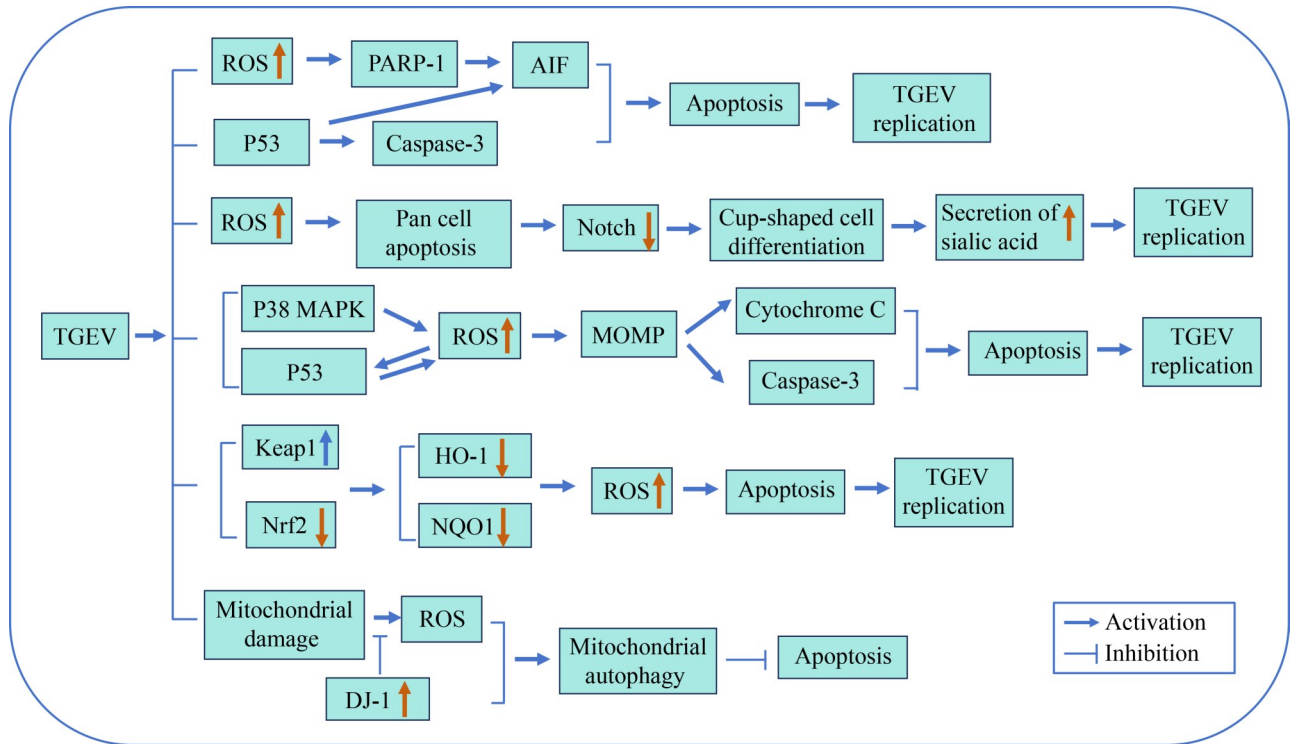 ROS
PARP-1
AIF
P53
Caspase-3
Apoptosis
TGEV
replication
ROS
Pan cell
apoptosis
Notch
Cup-shaped cell
differentiation
Secretion of
sialic acid
TGEV
replication
TGEV
P38 MAPK
P53
ROS
MOMP
Cytochrome C
Caspase-3
Apoptosis
TGEV
replication
Keap1
Nrf2
HO-1
NQO1
ROS
Apoptosis
TGEV
replication
Mitochondrial
damage
ROS
DJ-1
Mitochondrial
autophagy
Apoptosis
Activation
Inhibition